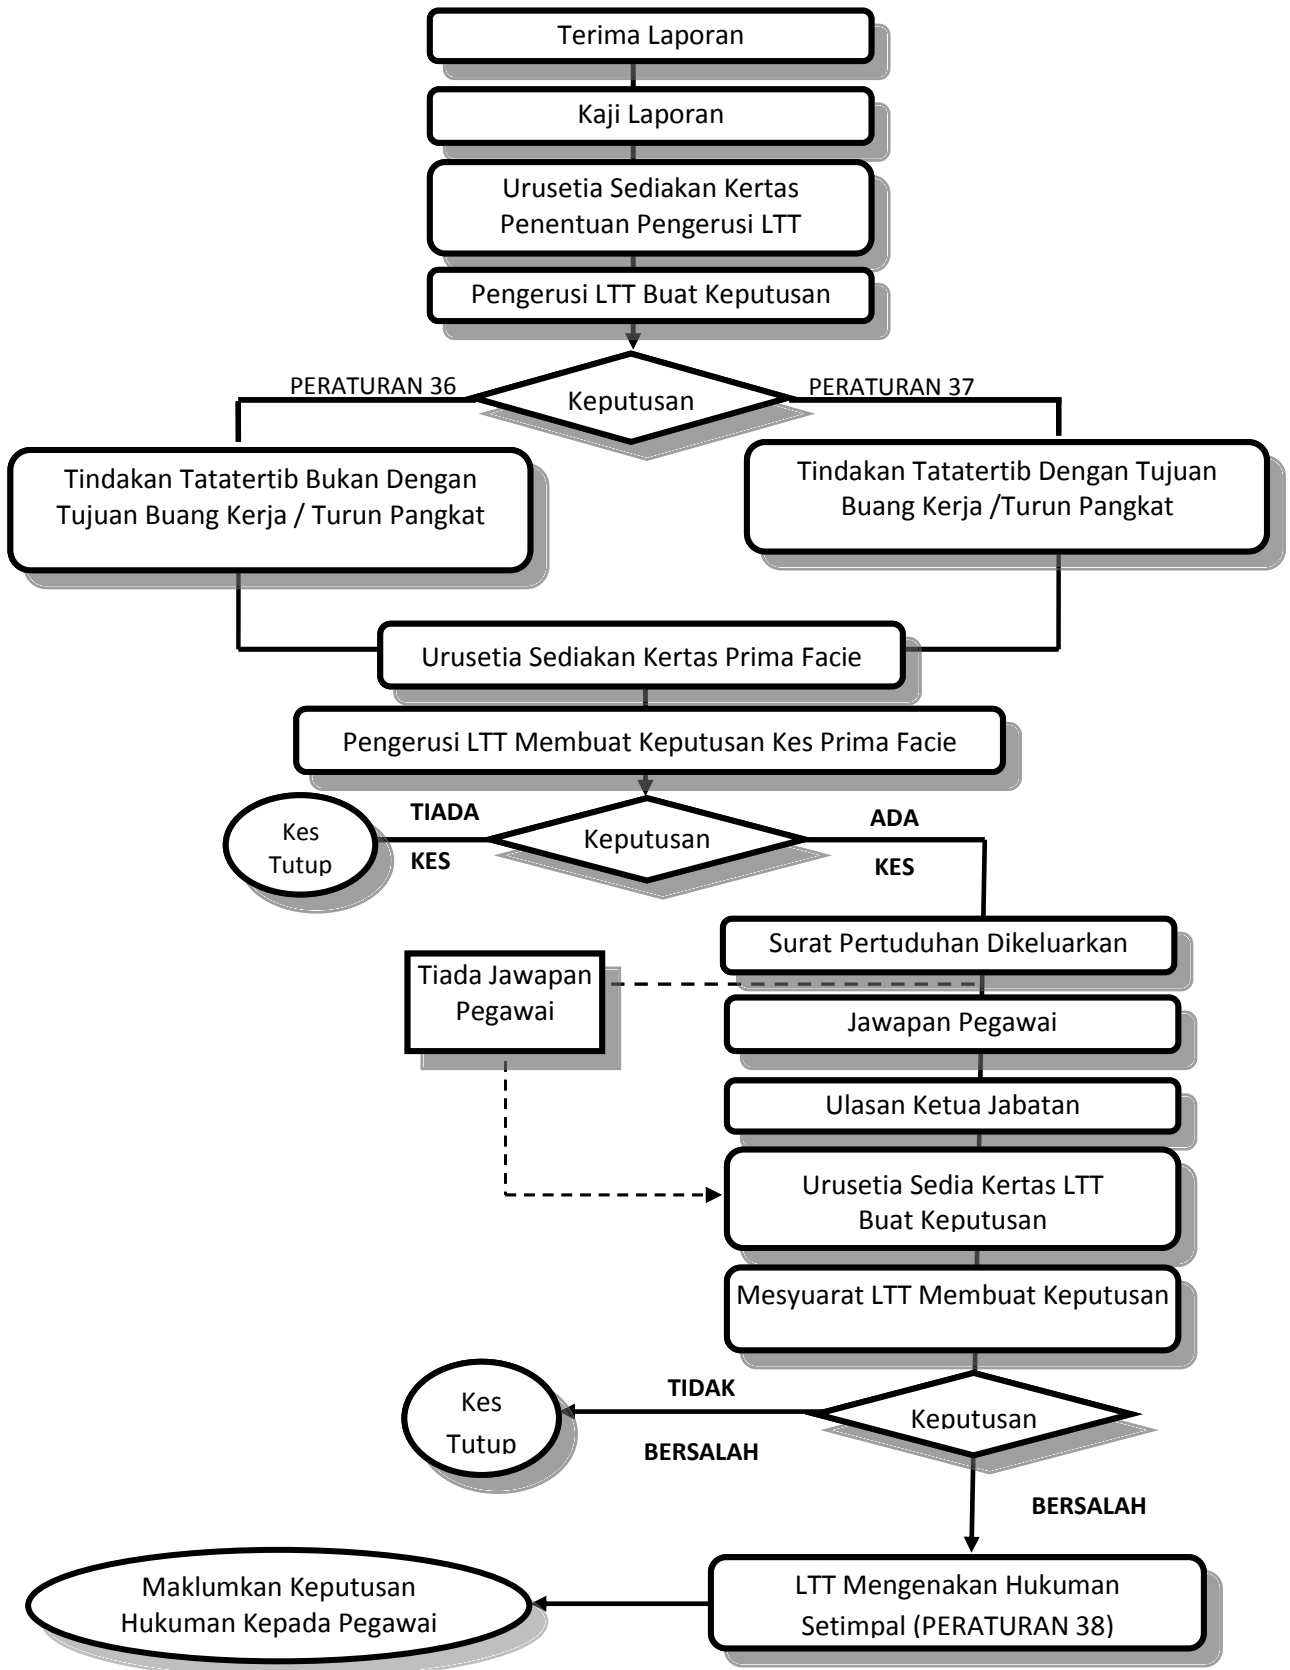 Terima Laporan
Kaji Laporan
Urusetia Sediakan Kertas
Penentuan Pengerusi LTT
Pengerusi LTT Buat Keputusan
PERATURAN 36
Keputusan
PERATURAN 37
Tindakan Tatatertib Bukan Dengan
Tujuan Buang Kerja / Turun Pangkat
Tindakan Tatatertib Dengan Tujuan
Buang Kerja /Turun Pangkat
Urusetia Sediakan Kertas Prima Facie
Pengerusi LTT Membuat Keputusan Kes Prima Facie
Kes
Tutup
TIADA
KES
Keputusan
ADA
KES
Surat Pertuduhan Dikeluarkan
Tiada Jawapan
Pegawai
Jawapan Pegawai
Ulasan Ketua Jabatan
Urusetia Sedia Kertas LTT
Buat Keputusan
Mesyuarat LTT Membuat Keputusan
Kes
Tutup
TIDAK
BERSALAH
Keputusan
BERSALAH
LTT Mengenakan Hukuman
Setimpal (PERATURAN 38)
Maklumkan Keputusan
Hukuman Kepada Pegawai